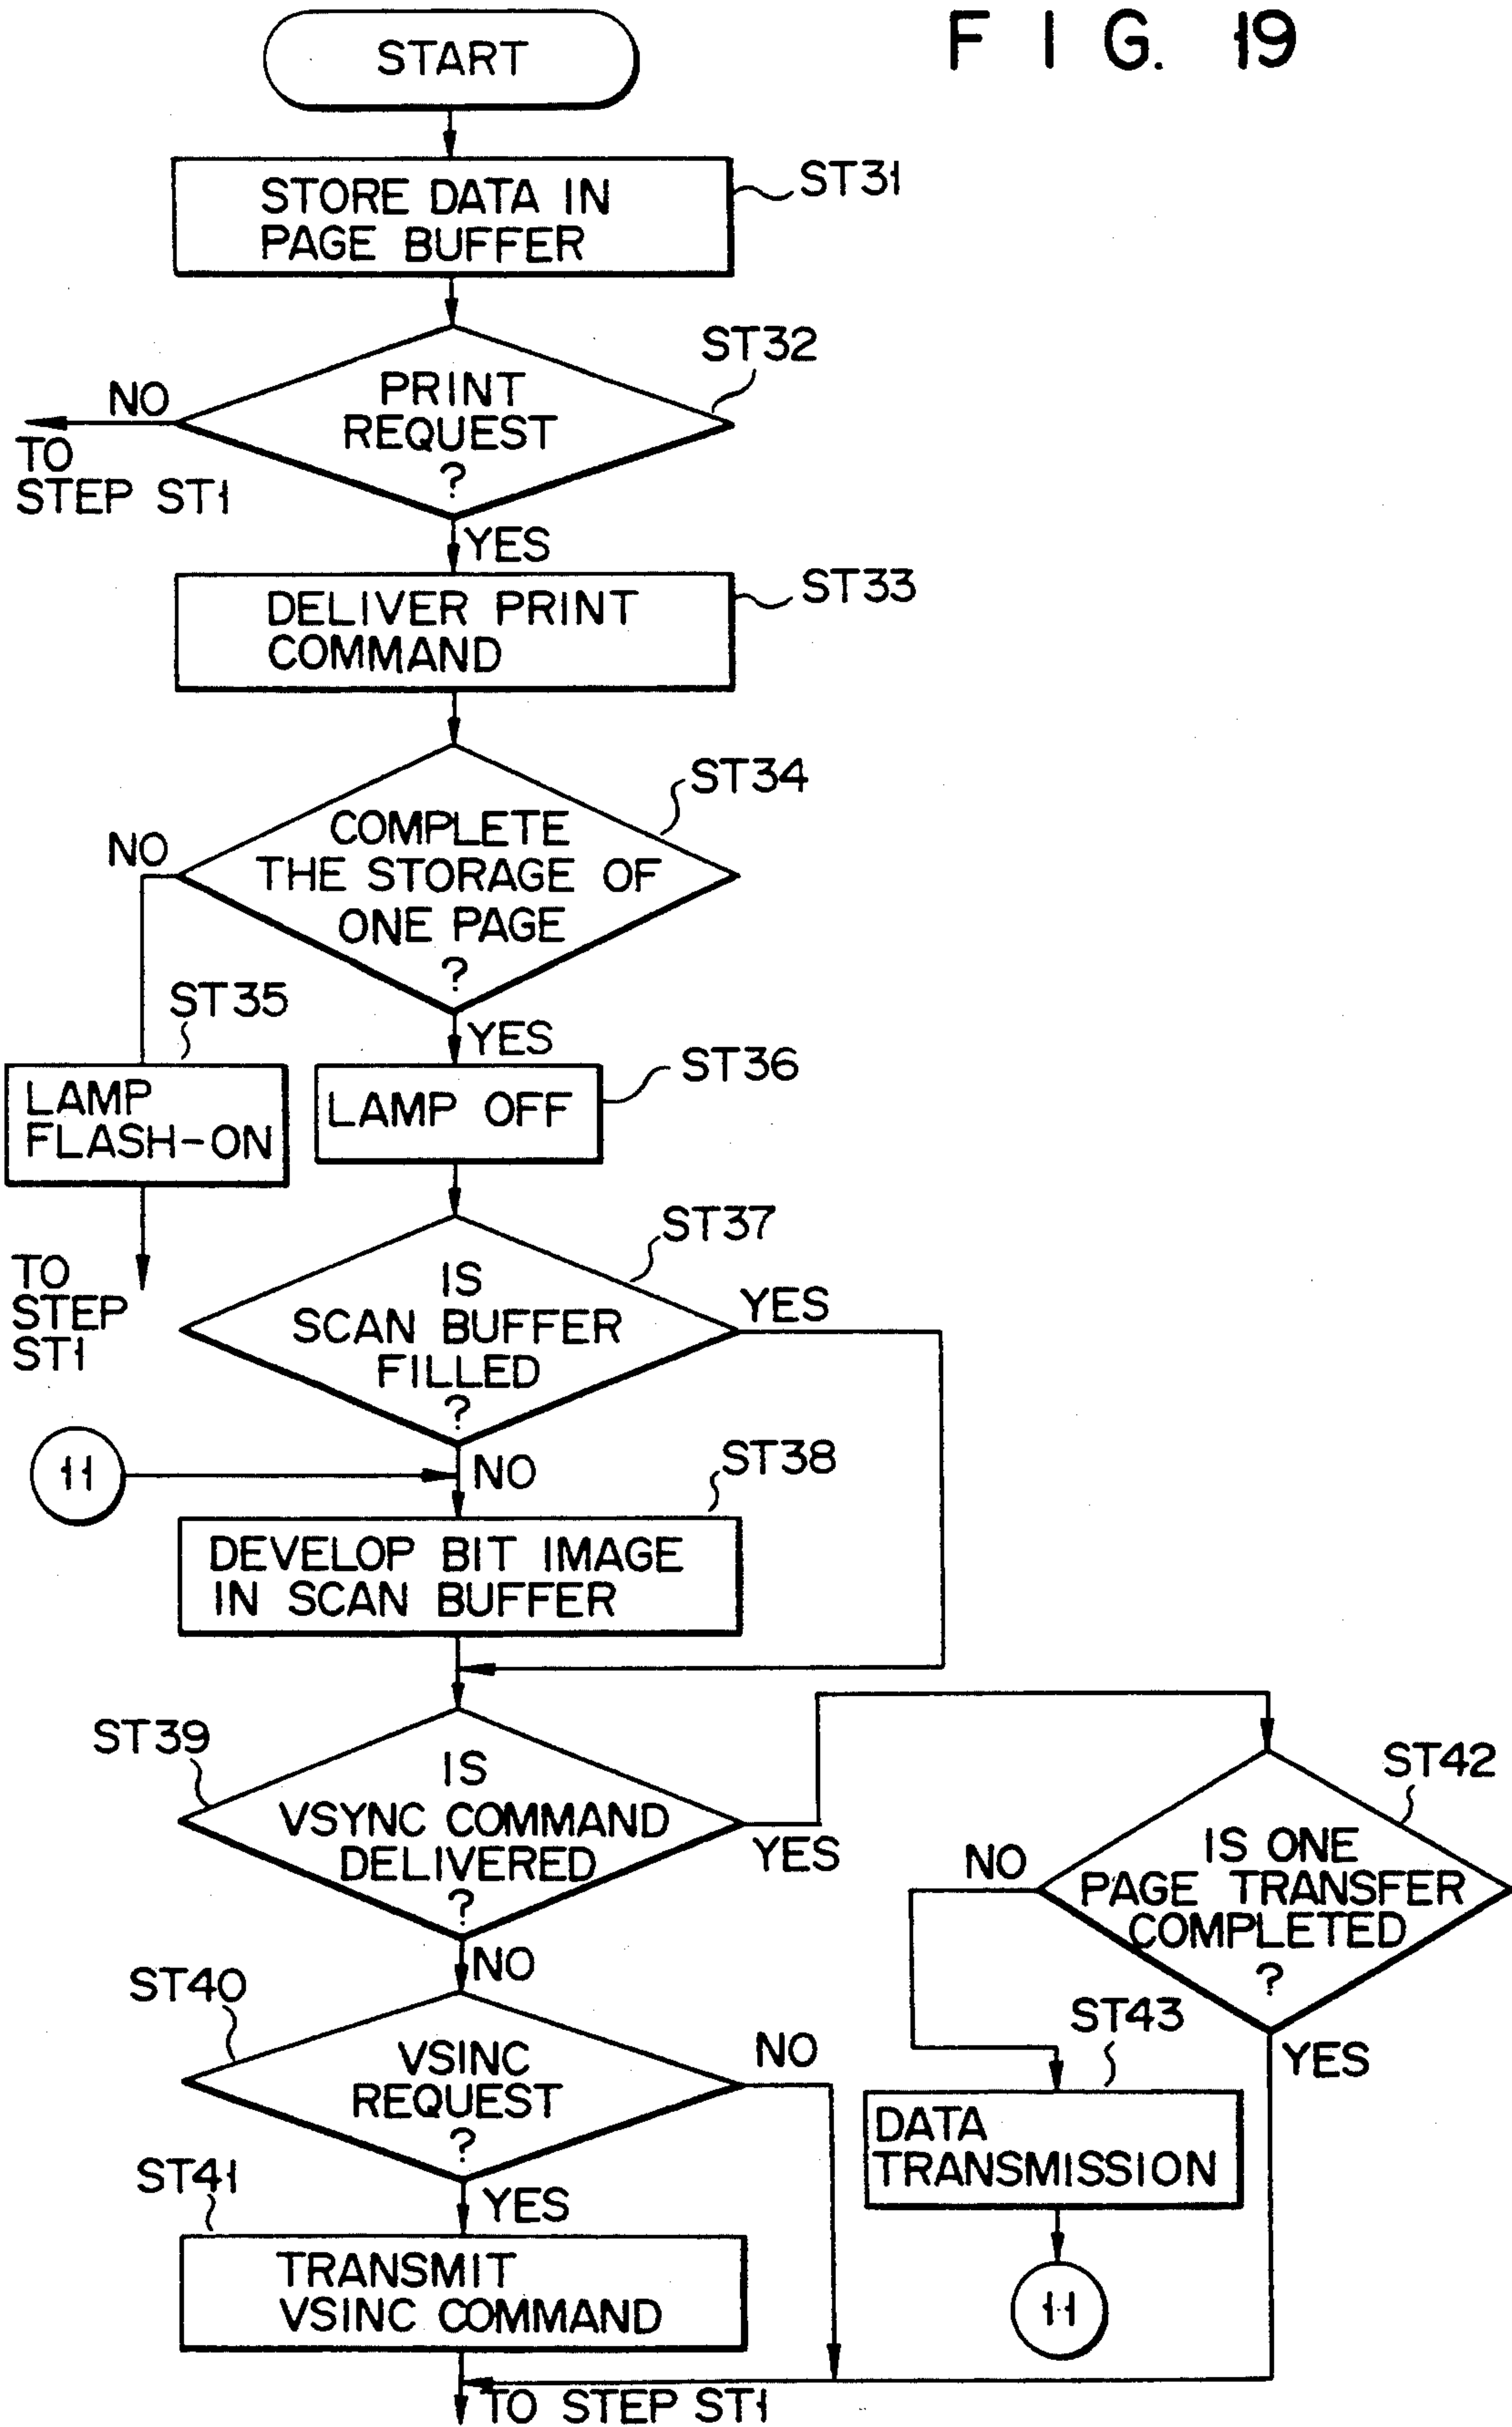 FIG. 19
START
STORE DATA IN
PAGE BUFFER
ST31
ST32
PRINT
REQUEST
?
NO
TO
STEP ST1
YES
DELIVER PRINT
COMMAND
ST33
ST34
COMPLETE
THE STORAGE OF
ONE PAGE
?
NO
ST35
LAMP
FLASH-ON
TO
STEP
ST1
YES
LAMP OFF
ST36
ST37
IS
SCAN BUFFER
FILLED
?
YES
11
NO
ST38
DEVELOP BIT IMAGE
IN SCAN BUFFER
ST39
IS
VSYNC COMMAND
DELIVERED
?
YES
NO
ST40
VSINC
REQUEST
?
NO
YES
ST41
TRANSMIT
VSINC COMMAND
ST42
IS ONE
PAGE TRANSFER
COMPLETED
?
NO
YES
ST43
DATA
TRANSMISSION
11
TO STEP ST1